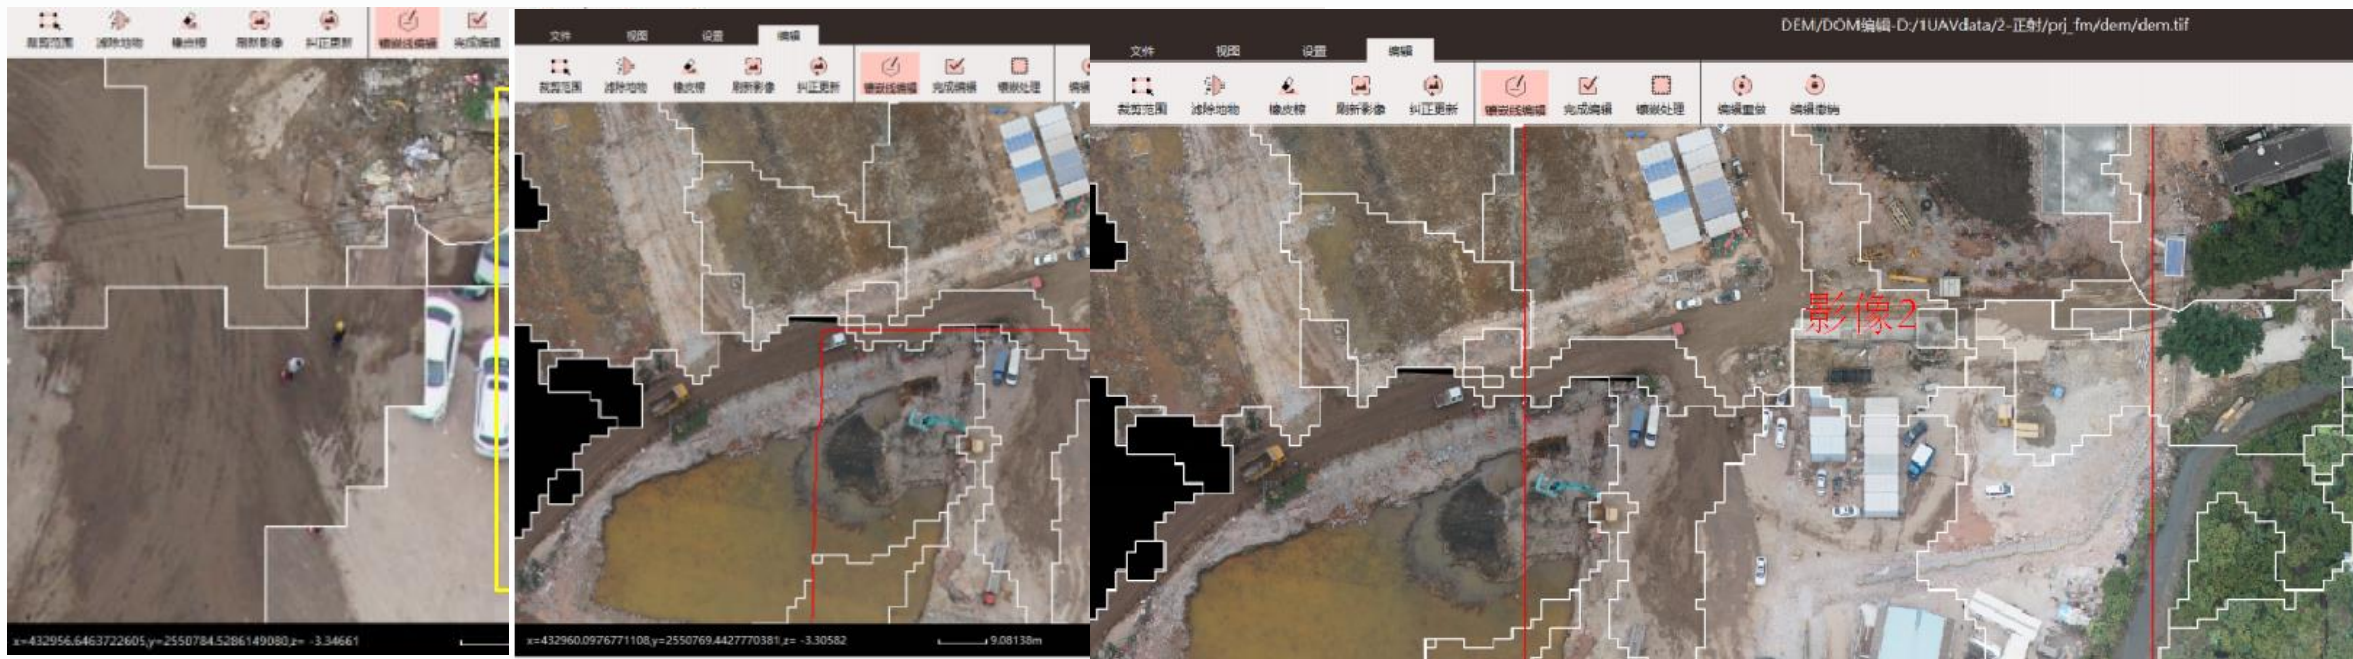 裁剪范围 滤除地物 橡皮擦 刷新影像 纠正更新 镶嵌线编辑 完成编辑
x=432956.6463722605,y=2550784.5286149080,z= -3.34661
文件 视图 设置 编辑
裁剪范围 滤除地物 橡皮擦 刷新影像 纠正更新 镶嵌线编辑 完成编辑 镶嵌处理 编辑
x=432960.0976771108,y=2550769.4427770381,z= -3.30582 9.08138m
DEM/DOM编辑-D:/1UAVdata/2-正射/prj_fm/dem/dem.tif
文件 视图 设置 编辑
裁剪范围 滤除地物 橡皮擦 刷新影像 纠正更新 镶嵌线编辑 完成编辑 镶嵌处理 编辑重做 编辑撤销
影像2